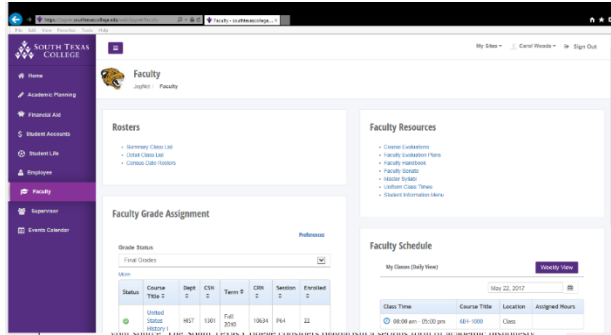 Faculty - southtexascollege...
File Edit View Favorites Tools Help
SOUTH TEXAS COLLEGE
My Sites
Carol Woods
Sign Out
Home
Academic Planning
Financial Aid
Student Accounts
Student Life
Employee
Faculty
Supervisor
Events Calendar
Faculty
JagNet / Faculty
Rosters
Summary Class List
Detail Class List
Census Date Rosters
Faculty Resources
Course Evaluations
Faculty Evaluation Plans
Faculty Handbook
Faculty Senate
Master Syllabi
Uniform Class Times
Student Information Menu
Faculty Grade Assignment
Preferences
Grade Status
Final Grades
More
Status Course Title Dept CSN Term CRN Session Enrolled
United States History I HIST 1301 Fall 2010 10634 P64 22
Faculty Schedule
My Classes (Daily View)
Weekly View
May 22, 2017
Class Time Course Title Location Assigned Hours
08:00 am - 05:00 pm Class